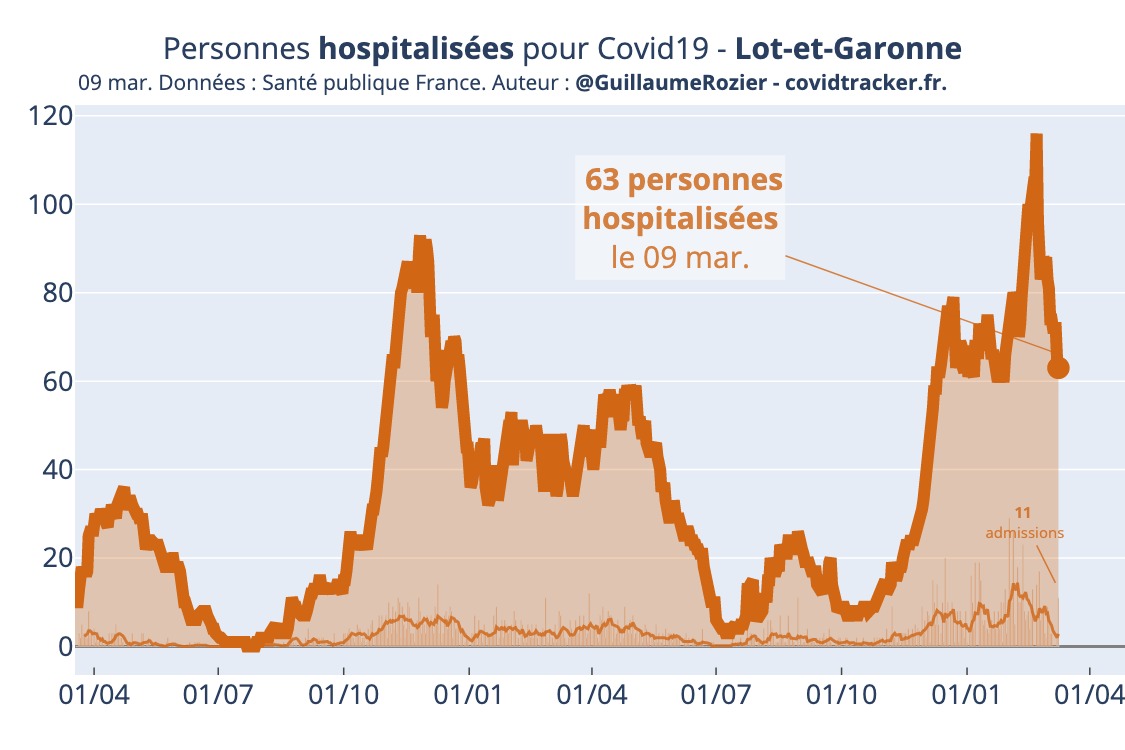 Personnes hospitalisées pour Covid19 - Lot-et-Garonne
09 mar. Données : Santé publique France. Auteur : @GuillaumeRozier - covidtracker.fr.
120
63 personnes
hospitalisées
le 09 mar.
100
80
60
40
11
admissions
20
0
01/04 01/07 01/10 01/01 01/04 01/07 01/10 01/01 01/04